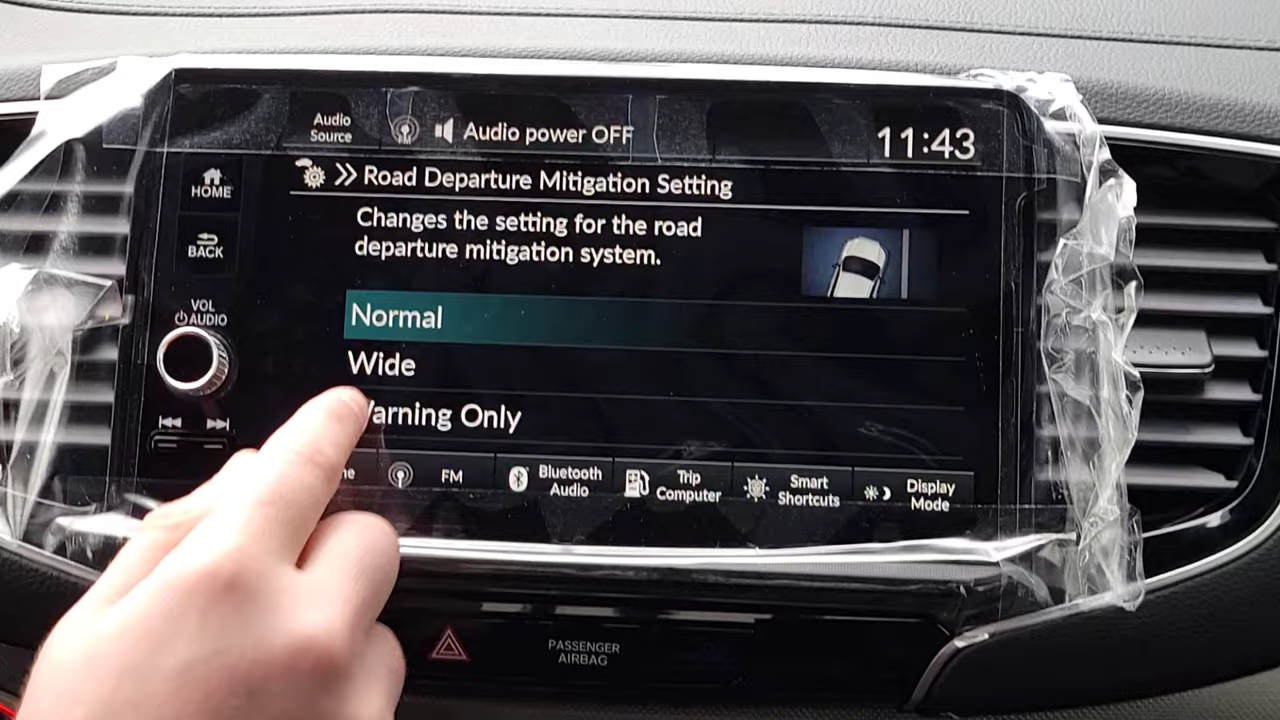 Audio
Source
Audio power OFF
11:43
HOME
Road Departure Mitigation Setting
Changes the setting for the road
departure mitigation system.
BACK
Normal
VOL
AUDIO
Wide
Only
FM
Bluetooth
Audio
Trip
Computer
Smart
Shortcuts
Display
Mode
PASSENGER
AIRBAG